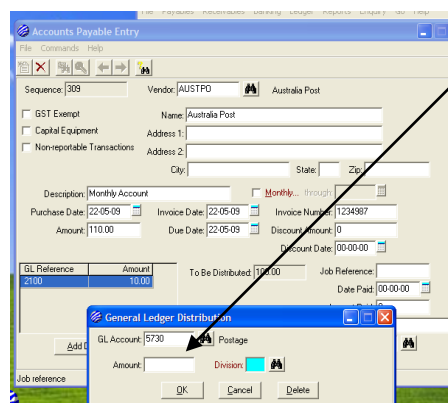 File Payables Receivables Banking Ledger Reports Enquiry Help
Accounts Payable Entry
File Commands Help
Sequence: 309 Vendor: AUSTPO Australia Post
GST Exempt Name: Australia Post
Capital Equipment Address 1:
Non-reportable Transactions Address 2:
City: State: Zip:
Description: Monthly Account Monthly... through:
Purchase Date: 22-05-09 Invoice Date: 22-05-09 Invoice Number: 1234987
Amount: 110.00 Due Date: 22-05-09 Discount Amount: 0
Discount Date: 00-00-00
GL Reference Amount To Be Distributed: 100.00 Job Reference:
2100 10.00
Date Paid: 00-00-00
General Ledger Distribution
GL Account: 5730 Postage
Add
Amount: Division:
Job reference
OK Cancel Delete